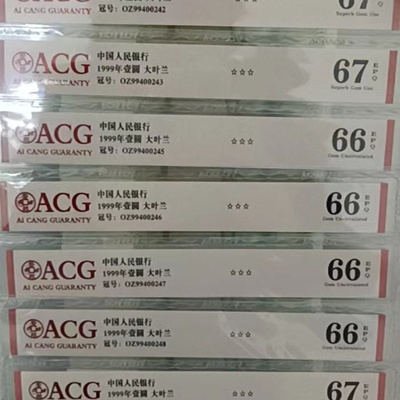 AI CANG GUARANTY
冠号: OZ99400242
67
Superb Gem Unc
ACG
AI CANG GUARANTY
中国人民银行
1999年壹圆 大叶兰
冠号: OZ99400243
☆☆☆
67
EPQ
Superb Gem Unc
ACG
AI CANG GUARANTY
中国人民银行
1999年壹圆 大叶兰
冠号: OZ99400245
☆☆☆
66
EPQ
Gem Uncirculated
ACG
AI CANG GUARANTY
中国人民银行
1999年壹圆 大叶兰
冠号: OZ99400246
☆☆☆
66
EPQ
Gem Uncirculated
ACG
AI CANG GUARANTY
中国人民银行
1999年壹圆 大叶兰
冠号: OZ99400247
☆☆☆
66
EPQ
Gem Uncirculated
ACG
AI CANG GUARANTY
中国人民银行
1999年壹圆 大叶兰
冠号: OZ99400248
☆☆☆
66
EPQ
Gem Uncirculated
ACG
中国人民银行
1999年壹圆 大叶兰
☆☆☆
67
EPQ